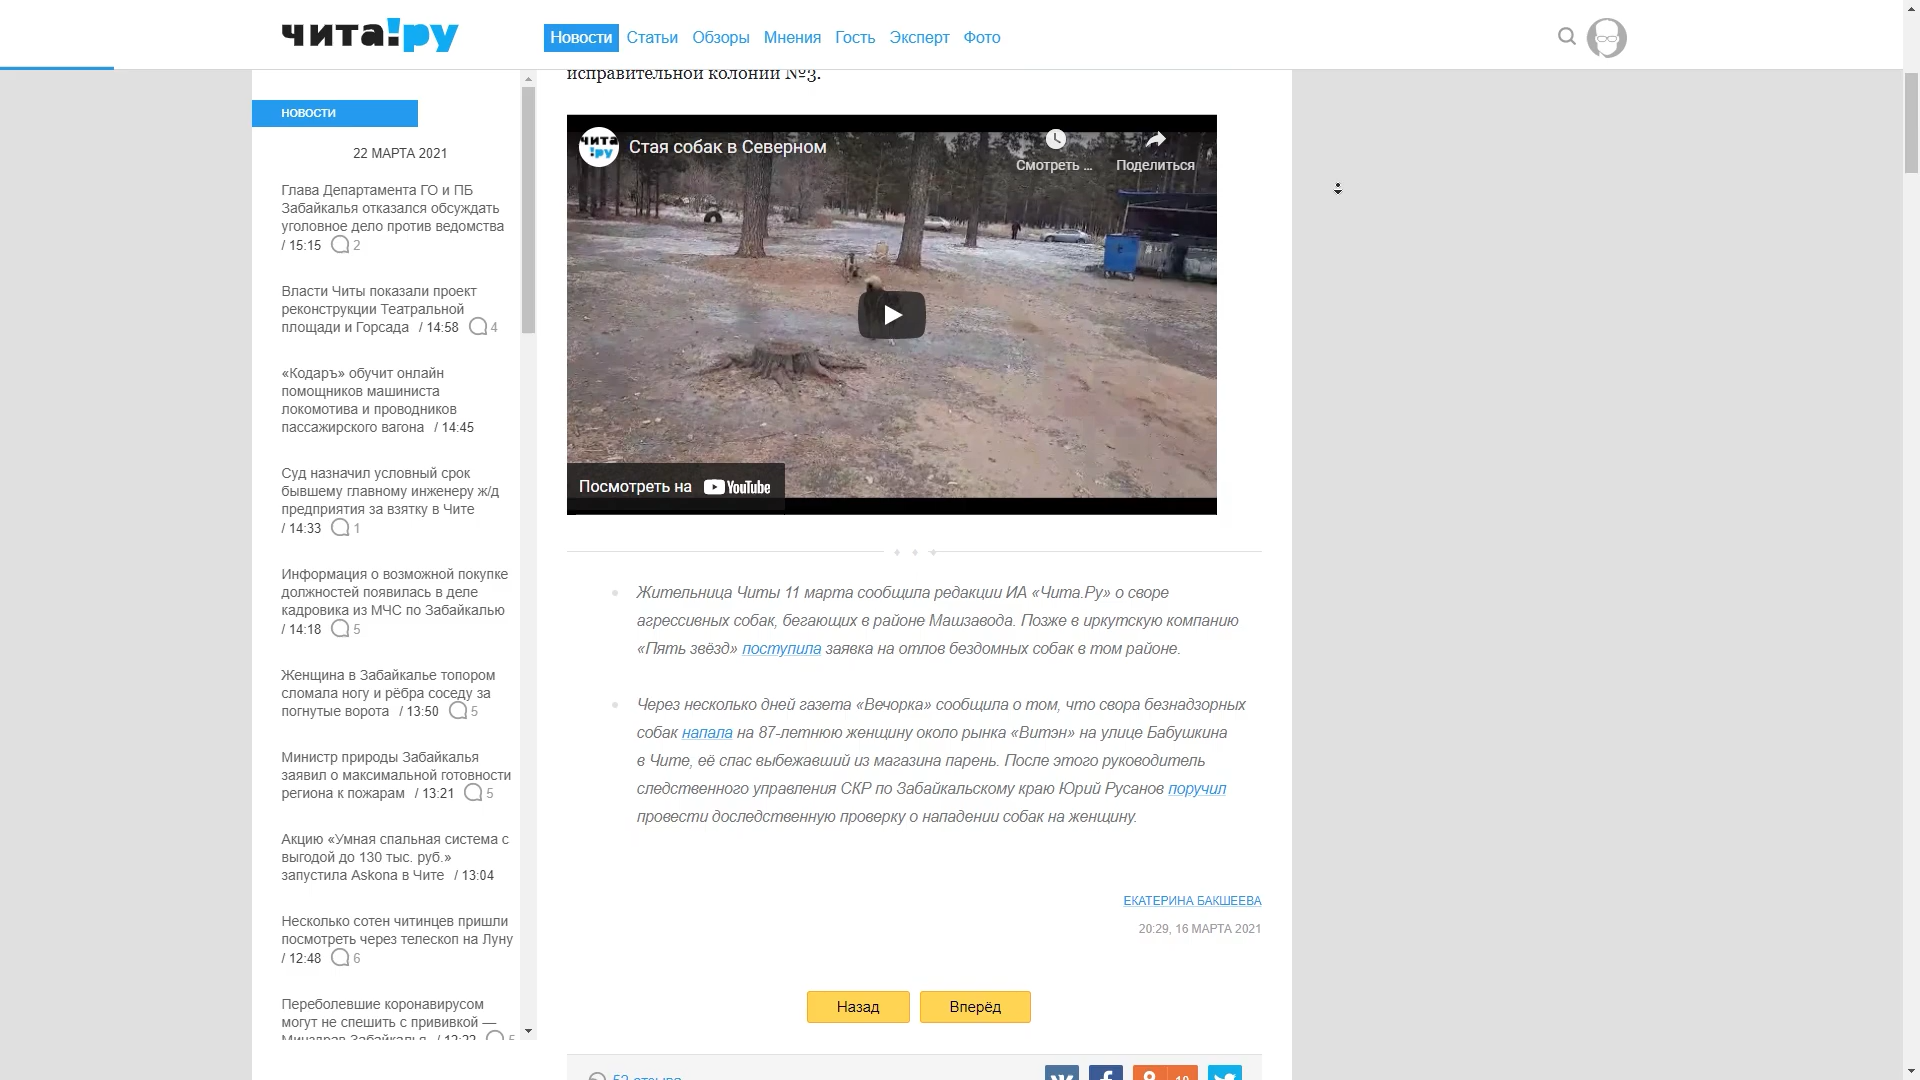 чита!ру
Новости Статьи Обзоры Мнения Гость Эксперт Фото
исправительной колонии №3.
НОВОСТИ
22 МАРТА 2021
Глава Департамента ГО и ПБ
Забайкалья отказался обсуждать
уголовное дело против ведомства
/ 15:15 2
Власти Читы показали проект
реконструкции Театральной
площади и Горсада / 14:58 4
«Кодаръ» обучит онлайн
помощников машиниста
локомотива и проводников
пассажирского вагона / 14:45
Суд назначил условный срок
бывшему главному инженеру ж/д
предприятия за взятку в Чите
/ 14:33 1
Информация о возможной покупке
должностей появилась в деле
кадровика из МЧС по Забайкалью
/ 14:18 5
Женщина в Забайкалье топором
сломала ногу и рёбра соседу за
погнутые ворота / 13:50 5
Министр природы Забайкалья
заявил о максимальной готовности
региона к пожарам / 13:21 5
Акцию «Умная спальная система с
выгодой до 130 тыс. руб.»
запустила Askona в Чите / 13:04
Несколько сотен читинцев пришли
посмотреть через телескоп на Луну
/ 12:48 6
Переболевшие коронавирусом
могут не спешить с прививкой —
Минздрав Забайкалья / 12:22 5
чита!ру
Стая собак в Северном
Смотреть ...
Поделиться
Посмотреть на YouTube
Жительница Читы 11 марта сообщила редакции ИА «Чита.Ру» о своре
агрессивных собак, бегающих в районе Машзавода. Позже в иркутскую компанию
«Пять звёзд» поступила заявка на отлов бездомных собак в том районе.
Через несколько дней газета «Вечорка» сообщила о том, что свора безнадзорных
собак напала на 87-летнюю женщину около рынка «Витэн» на улице Бабушкина
в Чите, её спас выбежавший из магазина парень. После этого руководитель
следственного управления СКР по Забайкальскому краю Юрий Русанов поручил
провести доследственную проверку о нападении собак на женщину.
ЕКАТЕРИНА БАКШЕЕВА
20:29, 16 МАРТА 2021
Назад Вперёд
52 отзыва 10